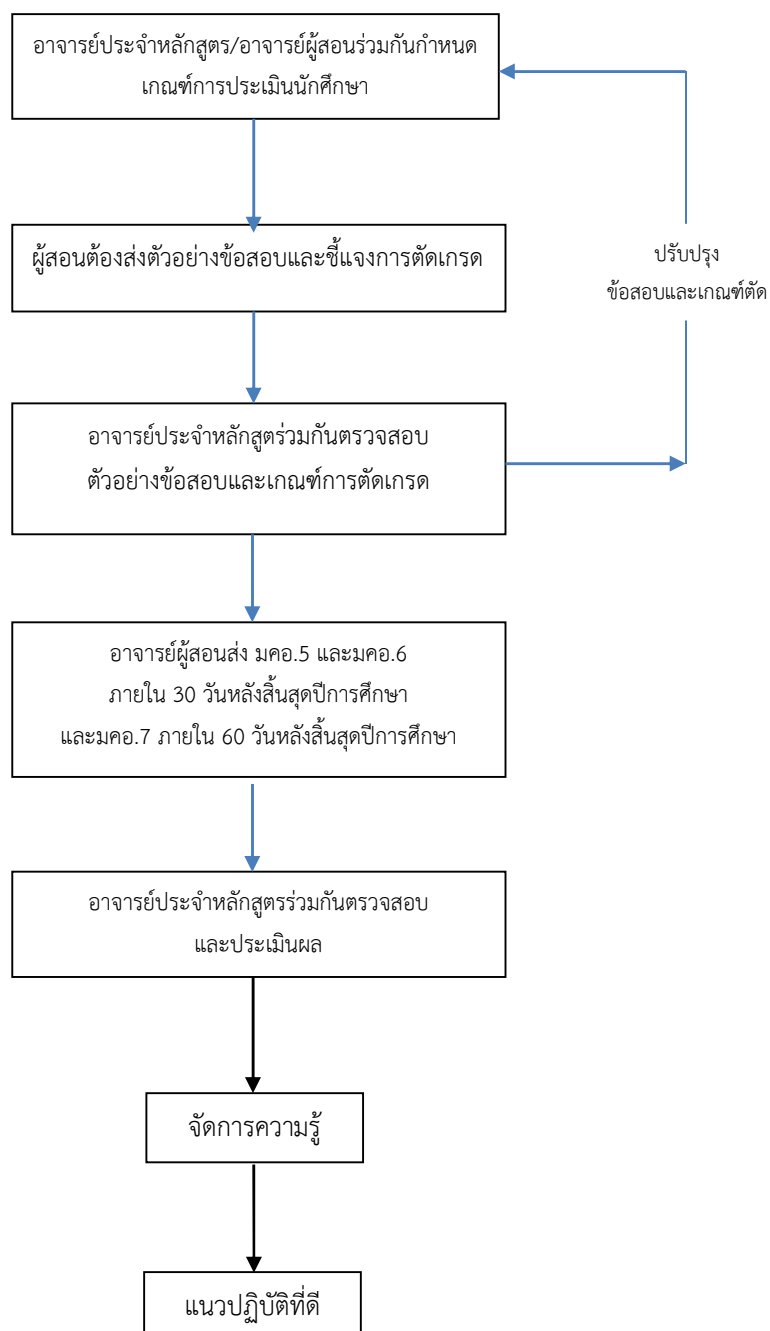 อาจารย์ประจำหลักสูตร/อาจารย์ผู้สอนร่วมกันกำหนด
เกณฑ์การประเมินนักศึกษา
ผู้สอนต้องส่งตัวอย่างข้อสอบและชี้แจงการตัดเกรด
ปรับปรุง
ข้อสอบและเกณฑ์ตัด
อาจารย์ประจำหลักสูตร่วมกันตรวจสอบ
ตัวอย่างข้อสอบและเกณฑ์การตัดเกรด
อาจารย์ผู้สอนส่ง มคอ.5 และมคอ.6
ภายใน 30 วันหลังสิ้นสุดปีการศึกษา
และมคอ.7 ภายใน 60 วันหลังสิ้นสุดปีการศึกษา
อาจารย์ประจำหลักสูตรร่วมกันตรวจสอบ
และประเมินผล
จัดการความรู้
แนวปฏิบัติที่ดี